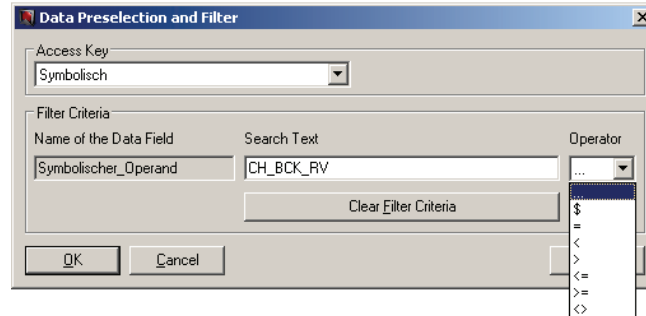 Data Preselection and Filter
Access Key
Symbolisch
Filter Criteria
Name of the Data Field Search Text Operator
Symbolischer_Operand CH_BCK_RV ...
Clear Filter Criteria
...
$
=
<
>
<=
>=
<>
OK Cancel